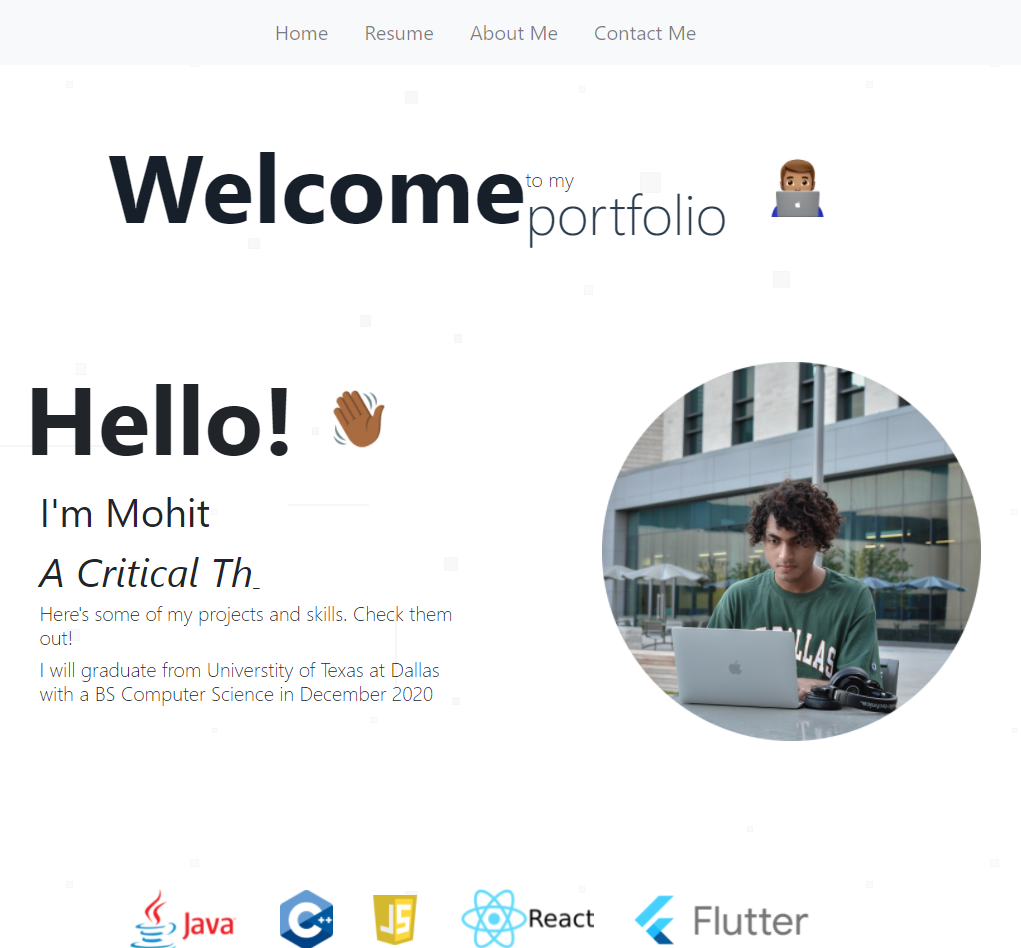 Home Resume About Me Contact Me
Welcome to my
portfolio
Hello!
I'm Mohit
A Critical Th_
Here's some of my projects and skills. Check them
out!
I will graduate from Universtity of Texas at Dallas
with a BS Computer Science in December 2020
DALLAS
Java C++ JS React Flutter